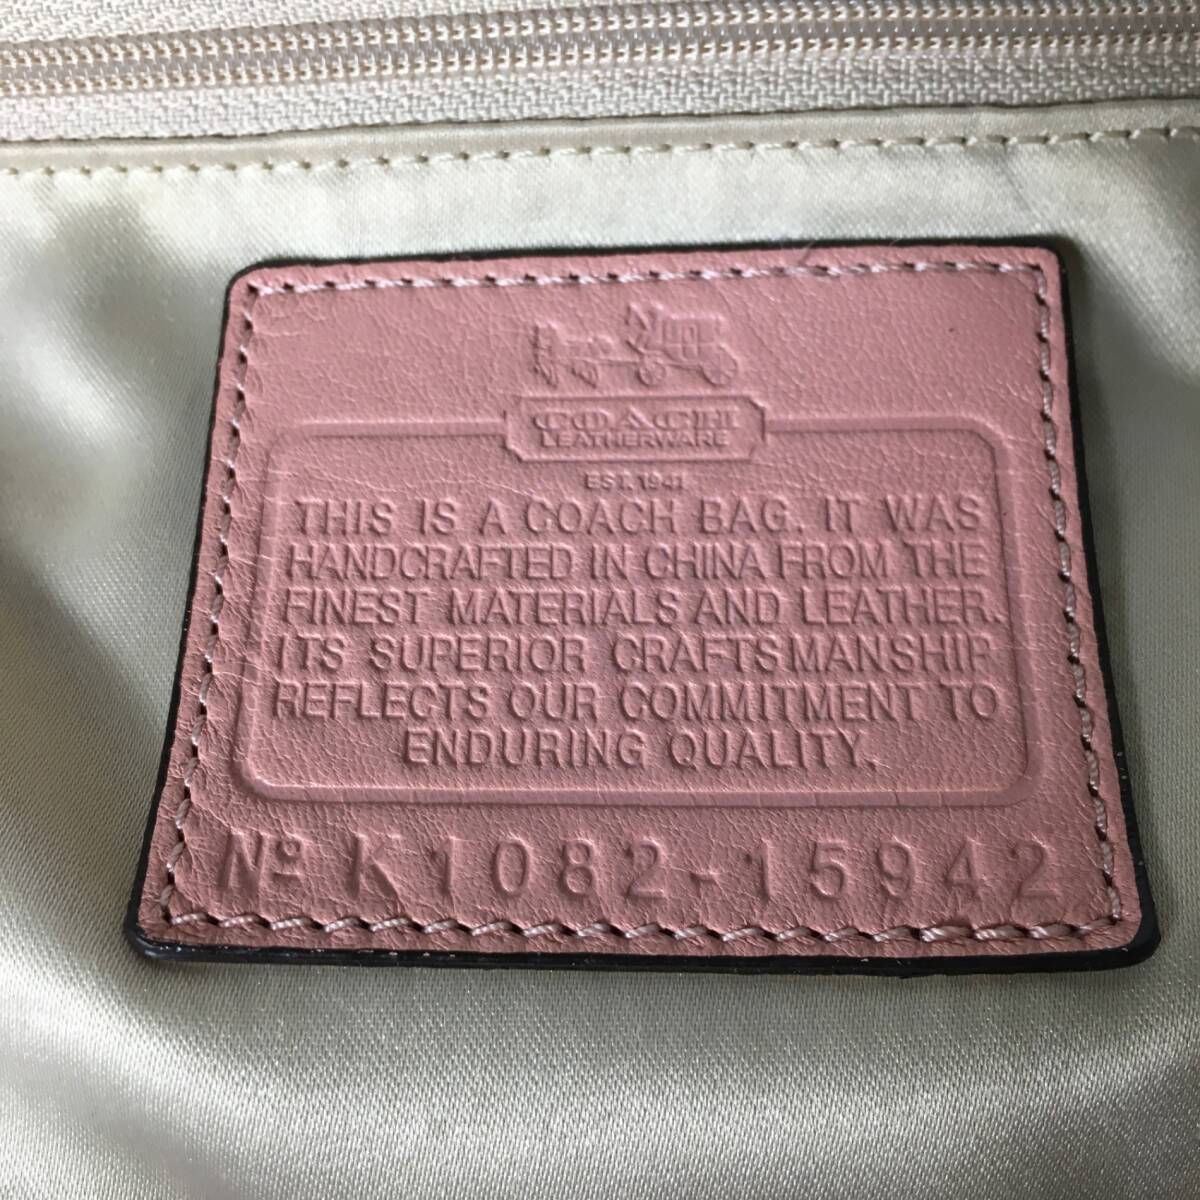 COACH
LEATHERWARE
EST. 1941
THIS IS A COACH BAG. IT WAS
HANDCRAFTED IN CHINA FROM THE
FINEST MATERIALS AND LEATHER.
ITS SUPERIOR CRAFTSMANSHIP
REFLECTS OUR COMMITMENT TO
ENDURING QUALITY.
Nº K1082-15942